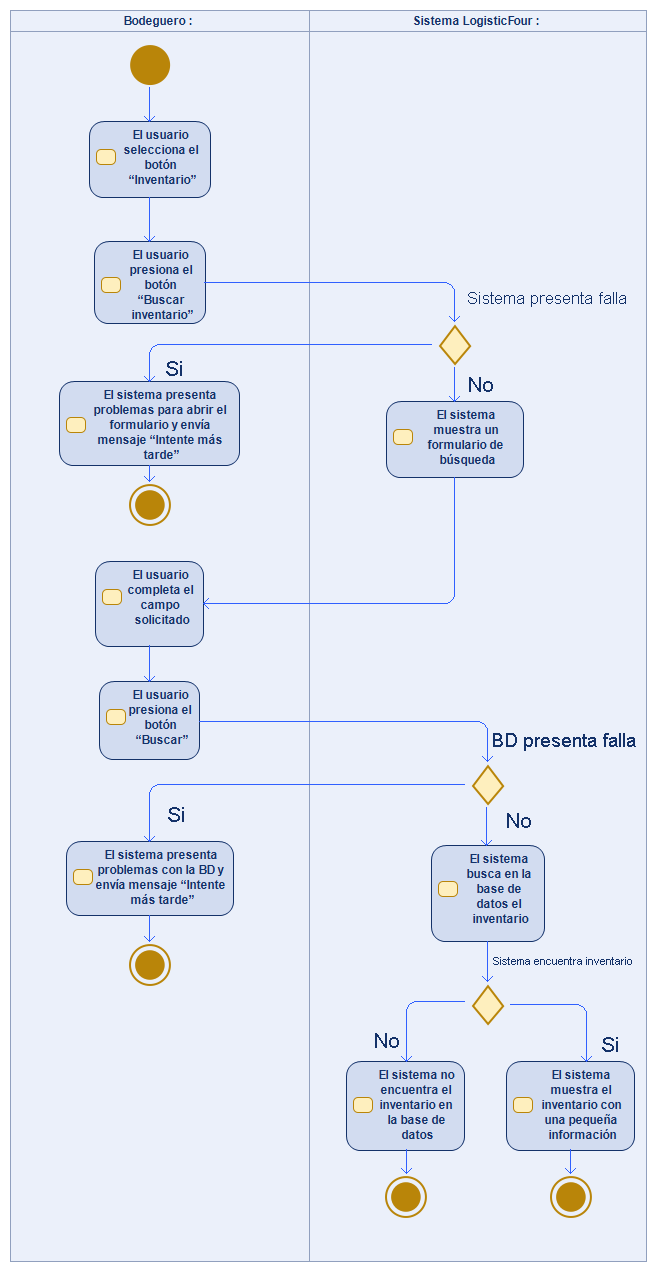 Bodeguero :
Sistema LogisticFour :
El usuario
selecciona el
botón
“Inventario”
El usuario
presiona el
botón
“Buscar
inventario”
Sistema presenta falla
Si
No
El sistema presenta
problemas para abrir el
formulario y envía
mensaje “Intente más
tarde”
El sistema
muestra un
formulario de
búsqueda
El usuario
completa el
campo
solicitado
El usuario
presiona el
botón
“Buscar”
BD presenta falla
Si
No
El sistema presenta
problemas con la BD y
envía mensaje “Intente
más tarde”
El sistema
busca en la
base de
datos el
inventario
Sistema encuentra inventario
No
Si
El sistema no
encuentra el
inventario en
la base de
datos
El sistema
muestra el
inventario con
una pequeña
información